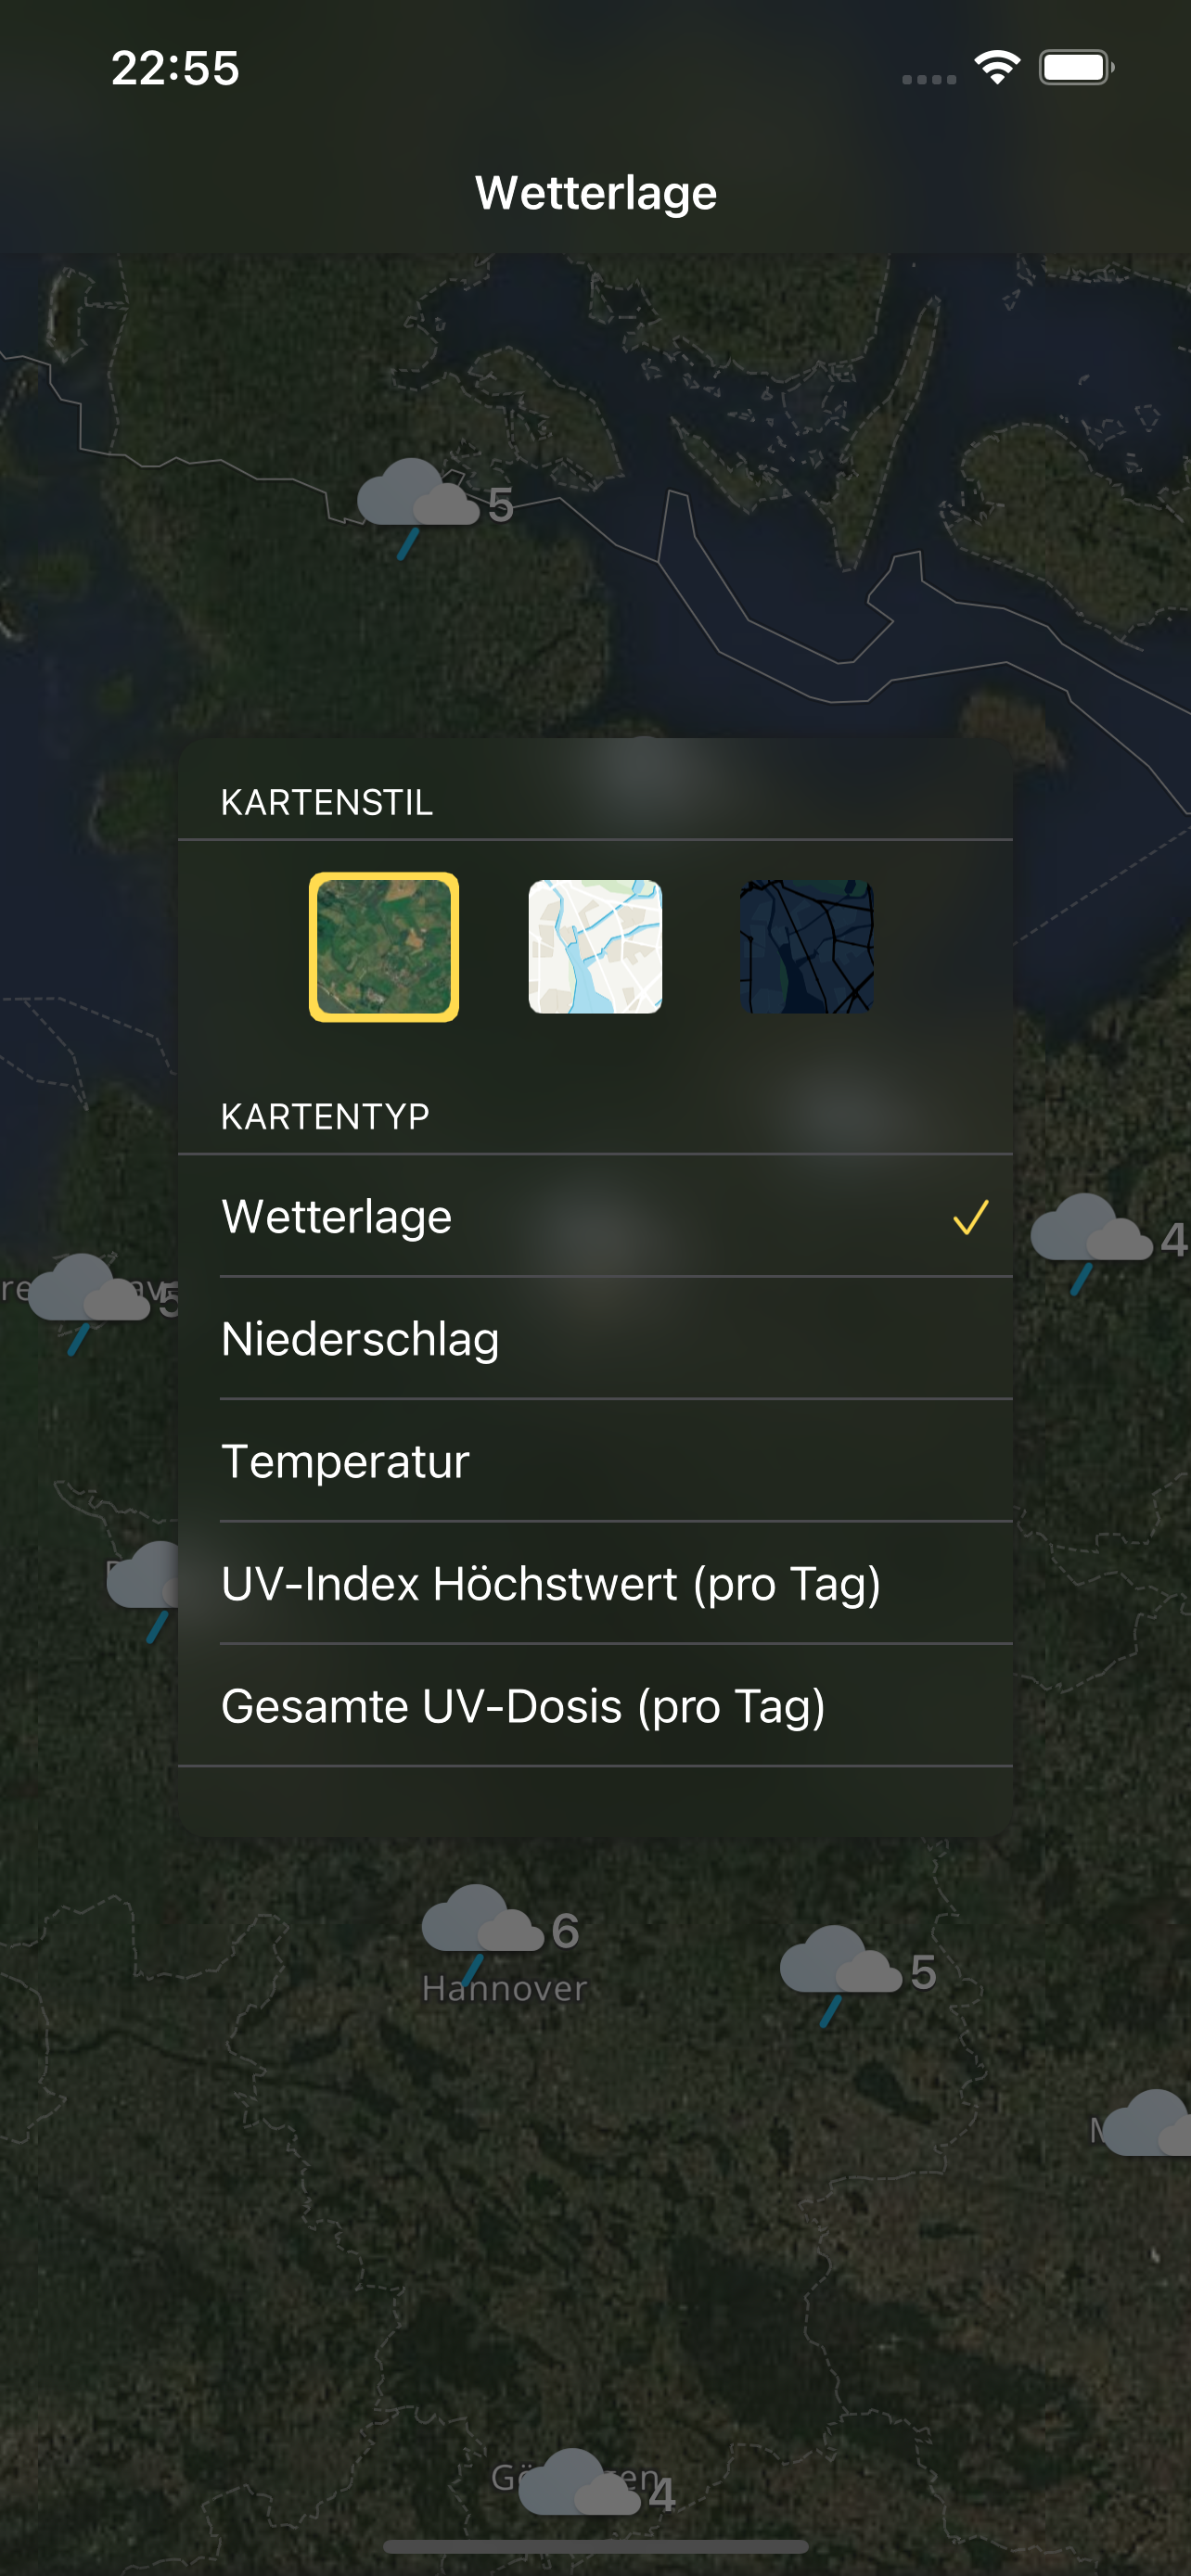 22:55
Wetterlage
5
KARTENSTIL
KARTENTYP
Wetterlage
4
5
Niederschlag
Temperatur
UV-Index Höchstwert (pro Tag)
Gesamte UV-Dosis (pro Tag)
6
Hannover
5
4